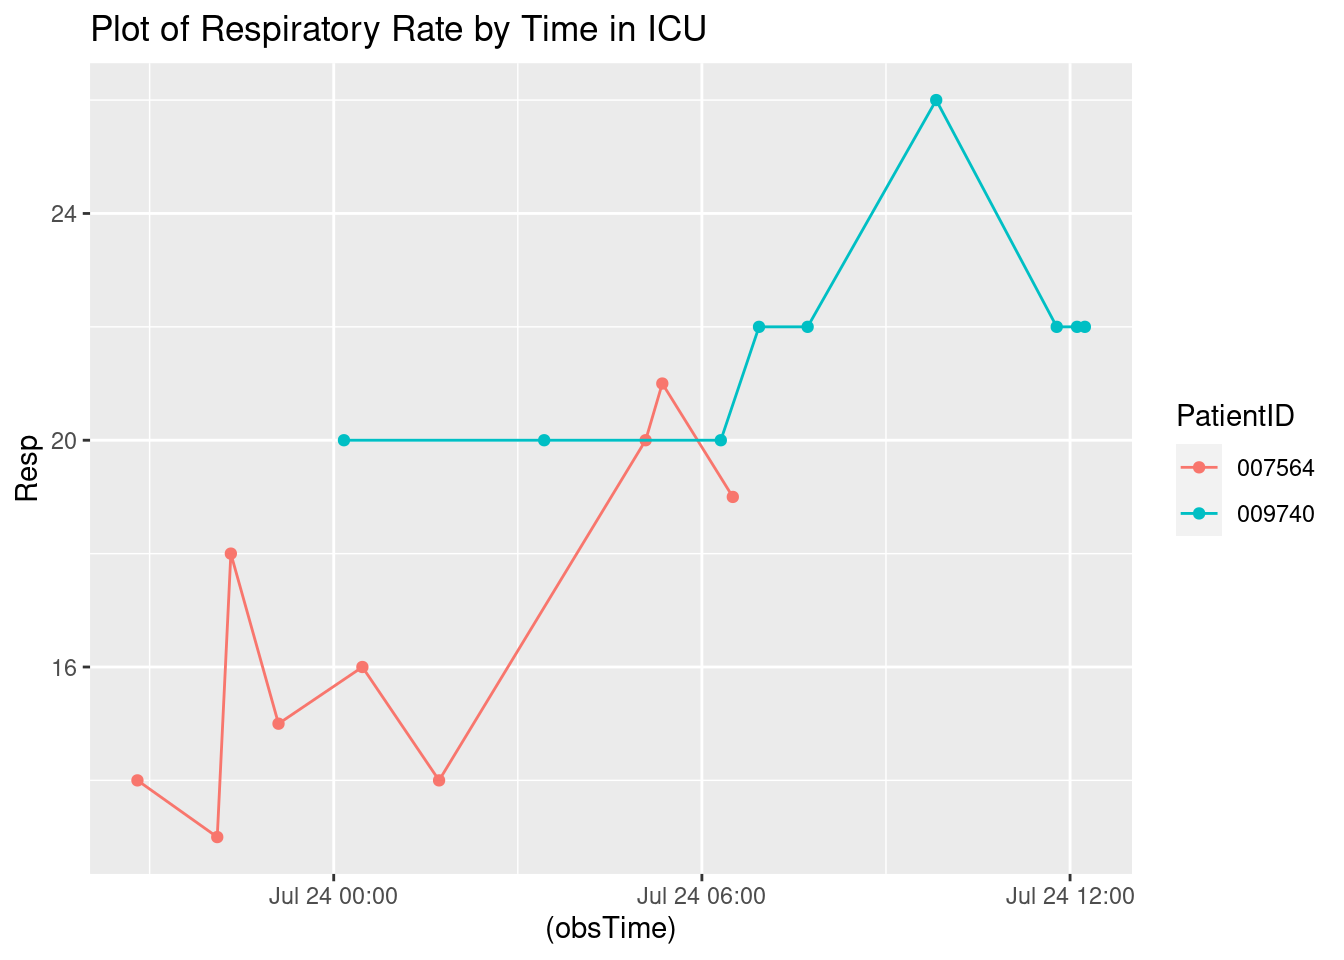 Plot of Respiratory Rate by Time in ICU
24
20
16
Resp
Jul 24 00:00
Jul 24 06:00
Jul 24 12:00
(obsTime)
PatientID
007564
009740